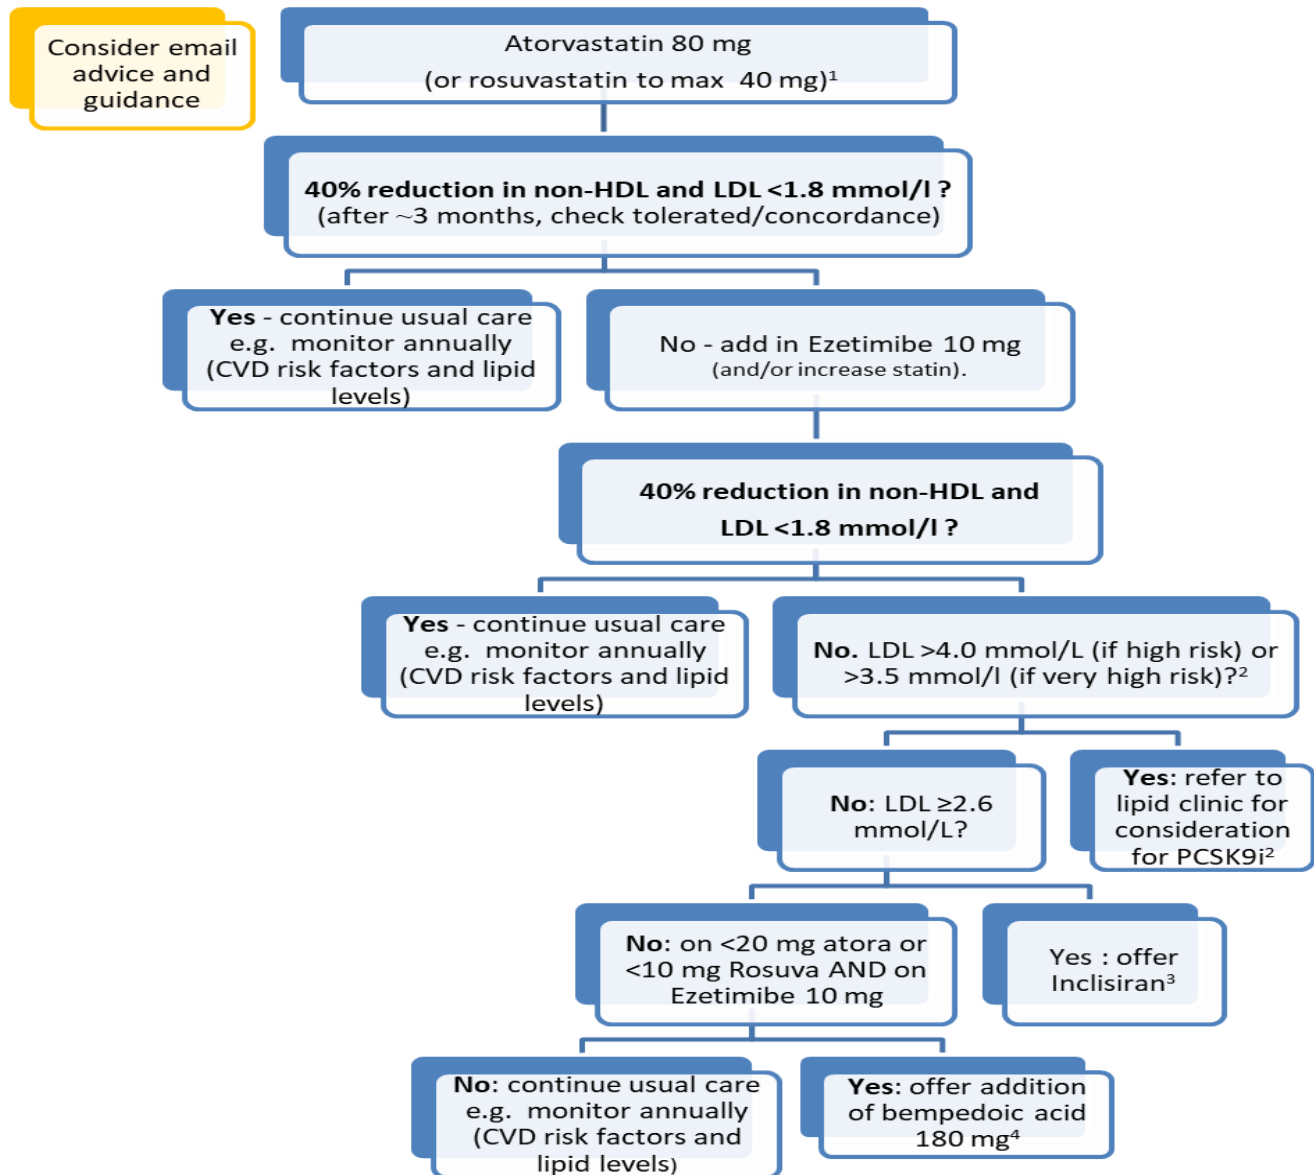 Consider email
advice and
guidance
Atorvastatin 80 mg
(or rosuvastatin to max 40 mg)¹
40% reduction in non-HDL and LDL <1.8 mmol/l ?
(after ~3 months, check tolerated/concordance)
Yes - continue usual care
e.g. monitor annually
(CVD risk factors and lipid
levels)
No - add in Ezetimibe 10 mg
(and/or increase statin).
40% reduction in non-HDL and
LDL <1.8 mmol/l ?
Yes - continue usual care
e.g. monitor annually
(CVD risk factors and lipid
levels)
No. LDL >4.0 mmol/L (if high risk) or
>3.5 mmol/l (if very high risk)?²
No: LDL ≥2.6
mmol/L?
Yes: refer to
lipid clinic for
consideration
for PCSK9i²
No: on <20 mg atora or
<10 mg Rosuva AND on
Ezetimibe 10 mg
Yes : offer
Inclisiran³
No: continue usual care
e.g. monitor annually
(CVD risk factors and
lipid levels)
Yes: offer addition
of bempedoic acid
180 mg⁴